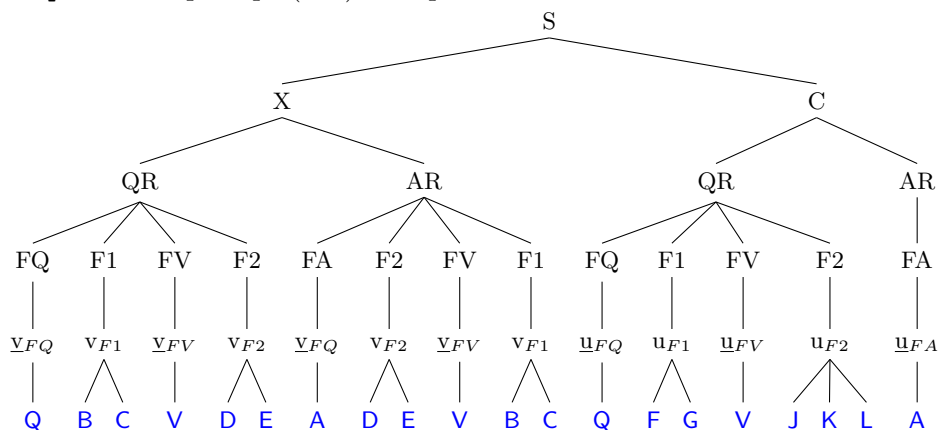 S
X C
QR AR QR AR
FQ F1 FV F2 FA F2 FV F1 FQ F1 FV F2 FA
v_FQ v_F1 v_FV v_F2 v_FQ v_F2 v_FV v_F1 u_FQ u_F1 u_FV u_F2 u_FA
Q B C V D E A D E V B C Q F G V J K L A